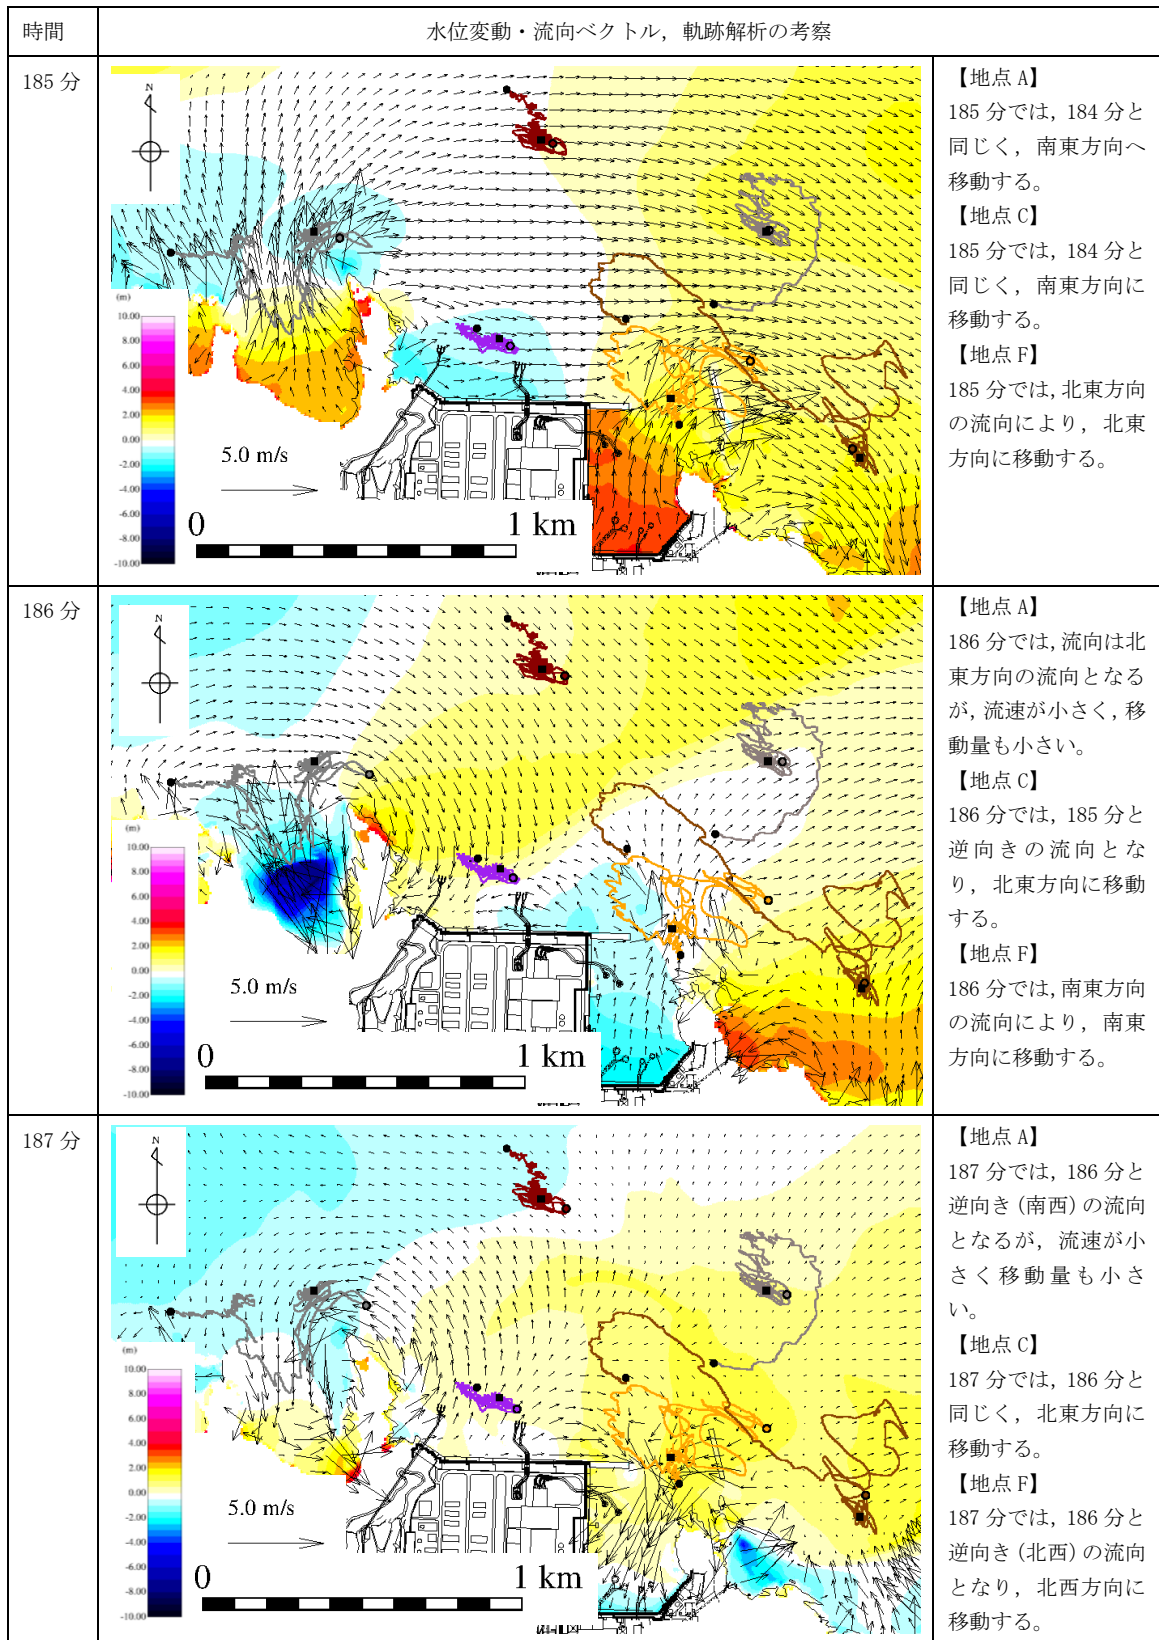 時間
水位変動・流向ベクトル，軌跡解析の考察
185 分
N
(m)
10.00
8.00
6.00
4.00
2.00
0.00
-2.00
-4.00
-6.00
-8.00
-10.00
5.0 m/s
0
1 km
【地点 A】
185 分では，184 分と
同じく，南東方向へ
移動する。
【地点 C】
185 分では，184 分と
同じく，南東方向に
移動する。
【地点 F】
185 分では，北東方向
の流向により，北東
方向に移動する。
186 分
N
(m)
10.00
8.00
6.00
4.00
2.00
0.00
-2.00
-4.00
-6.00
-8.00
-10.00
5.0 m/s
0
1 km
【地点 A】
186 分では，流向は北
東方向の流向となる
が，流速が小さく，移
動量も小さい。
【地点 C】
186 分では，185 分と
逆向きの流向とな
り，北東方向に移動
する。
【地点 F】
186 分では，南東方向
の流向により，南東
方向に移動する。
187 分
N
(m)
10.00
8.00
6.00
4.00
2.00
0.00
-2.00
-4.00
-6.00
-8.00
-10.00
5.0 m/s
0
1 km
【地点 A】
187 分では，186 分と
逆向き（南西）の流向
となるが，流速が小
さく移動量も小さ
い。
【地点 C】
187 分では，186 分と
同じく，北東方向に
移動する。
【地点 F】
187 分では，186 分と
逆向き（北西）の流向
となり，北西方向に
移動する。